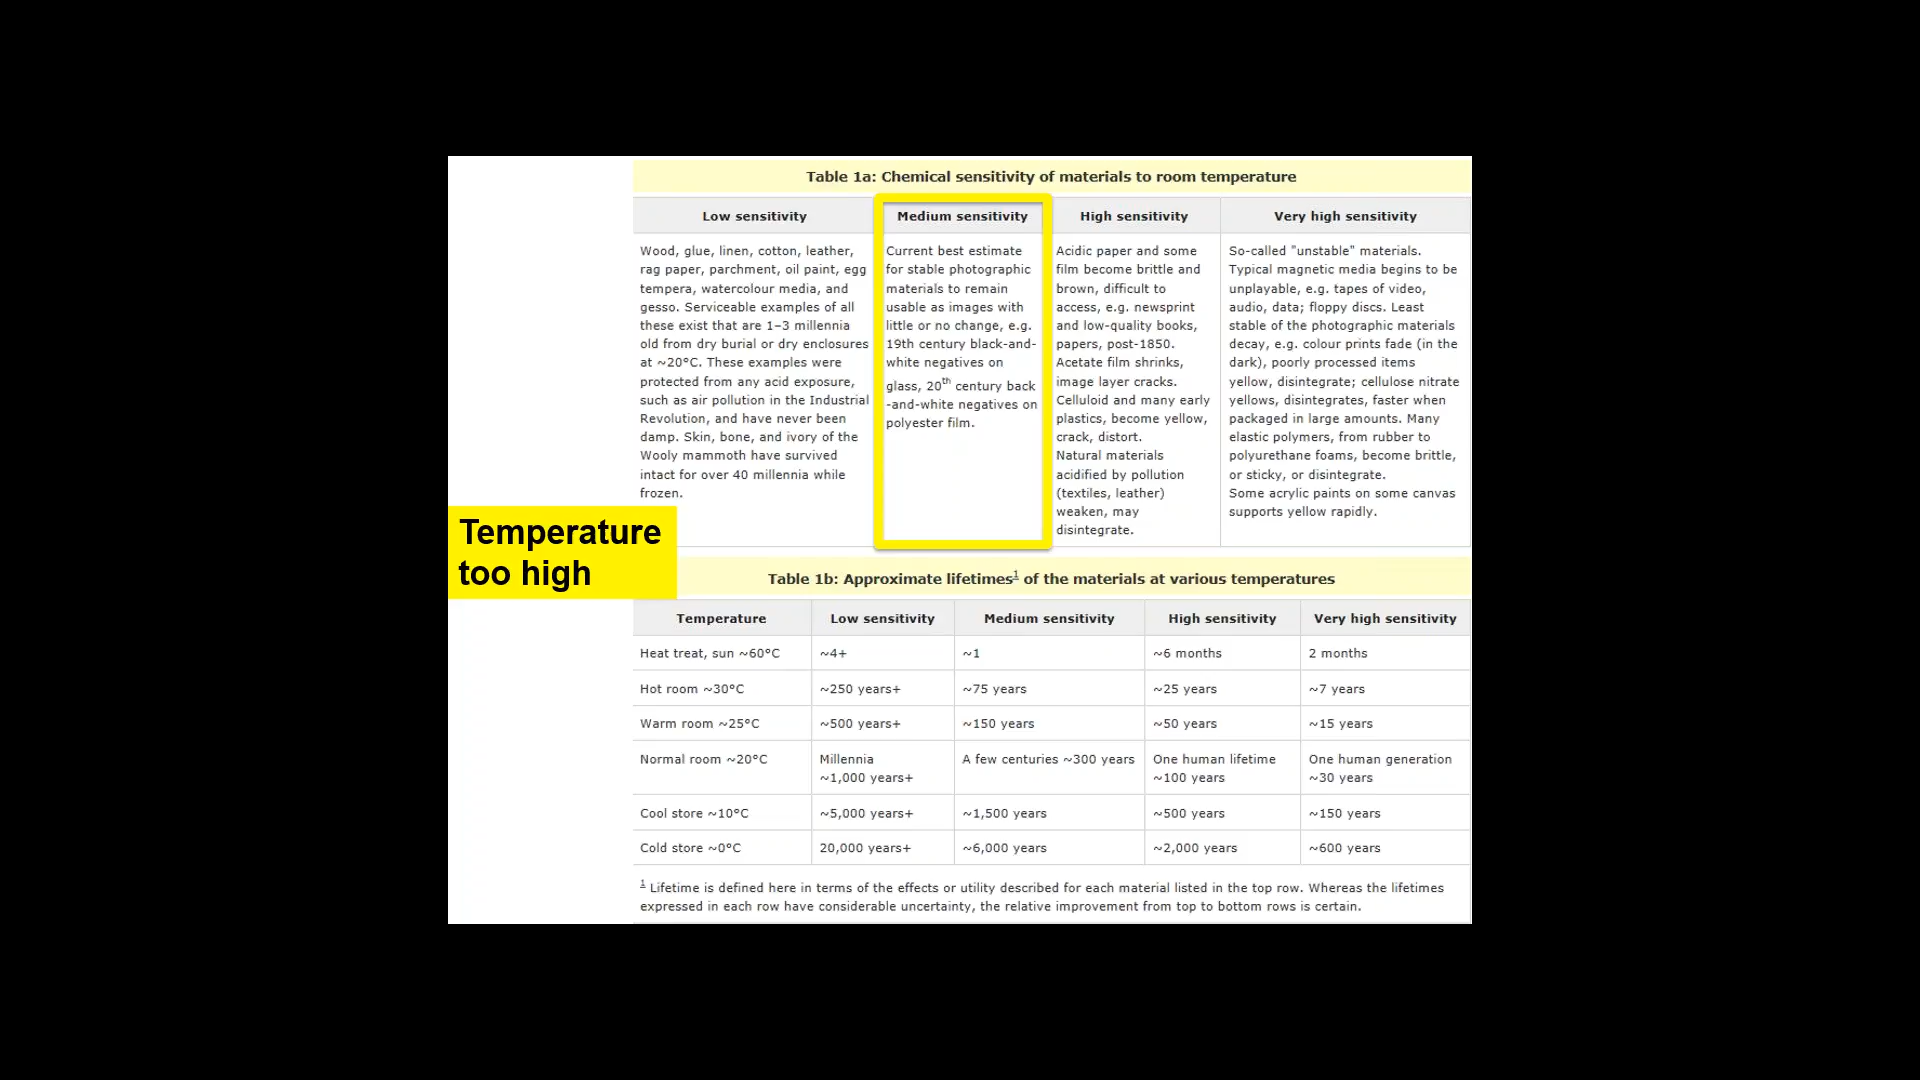 Table 1a: Chemical sensitivity of materials to room temperature
Low sensitivity
Wood, glue, linen, cotton, leather,
rag paper, parchment, oil paint, egg
tempera, watercolour media, and
gesso. Serviceable examples of all
these exist that are 1–3 millennia
old from dry burial or dry enclosures
at ~20°C. These examples were
protected from any acid exposure,
such as air pollution in the Industrial
Revolution, and have never been
damp. Skin, bone, and ivory of the
Wooly mammoth have survived
intact for over 40 millennia while
frozen.
Medium sensitivity
Current best estimate
for stable photographic
materials to remain
usable as images with
little or no change, e.g.
19th century black-and-
white negatives on
glass, 20th century back
-and-white negatives on
polyester film.
High sensitivity
Acidic paper and some
film become brittle and
brown, difficult to
access, e.g. newsprint
and low-quality books,
papers, post-1850.
Acetate film shrinks,
image layer cracks.
Celluloid and many early
plastics, become yellow,
crack, distort.
Natural materials
acidified by pollution
(textiles, leather)
weaken, may
disintegrate.
Very high sensitivity
So-called "unstable" materials.
Typical magnetic media begins to be
unplayable, e.g. tapes of video,
audio, data; floppy discs. Least
stable of the photographic materials
decay, e.g. colour prints fade (in the
dark), poorly processed items
yellow, disintegrate; cellulose nitrate
yellows, disintegrates, faster when
packaged in large amounts. Many
elastic polymers, from rubber to
polyurethane foams, become brittle,
or sticky, or disintegrate.
Some acrylic paints on some canvas
supports yellow rapidly.
Temperature
too high
Table 1b: Approximate lifetimes1 of the materials at various temperatures
Temperature Low sensitivity Medium sensitivity High sensitivity Very high sensitivity
Heat treat, sun ~60°C ~4+ ~1 ~6 months 2 months
Hot room ~30°C ~250 years+ ~75 years ~25 years ~7 years
Warm room ~25°C ~500 years+ ~150 years ~50 years ~15 years
Normal room ~20°C Millennia A few centuries ~300 years One human lifetime One human generation
~1,000 years+ ~100 years ~30 years
Cool store ~10°C ~5,000 years+ ~1,500 years ~500 years ~150 years
Cold store ~0°C 20,000 years+ ~6,000 years ~2,000 years ~600 years
1 Lifetime is defined here in terms of the effects or utility described for each material listed in the top row. Whereas the lifetimes
expressed in each row have considerable uncertainty, the relative improvement from top to bottom rows is certain.